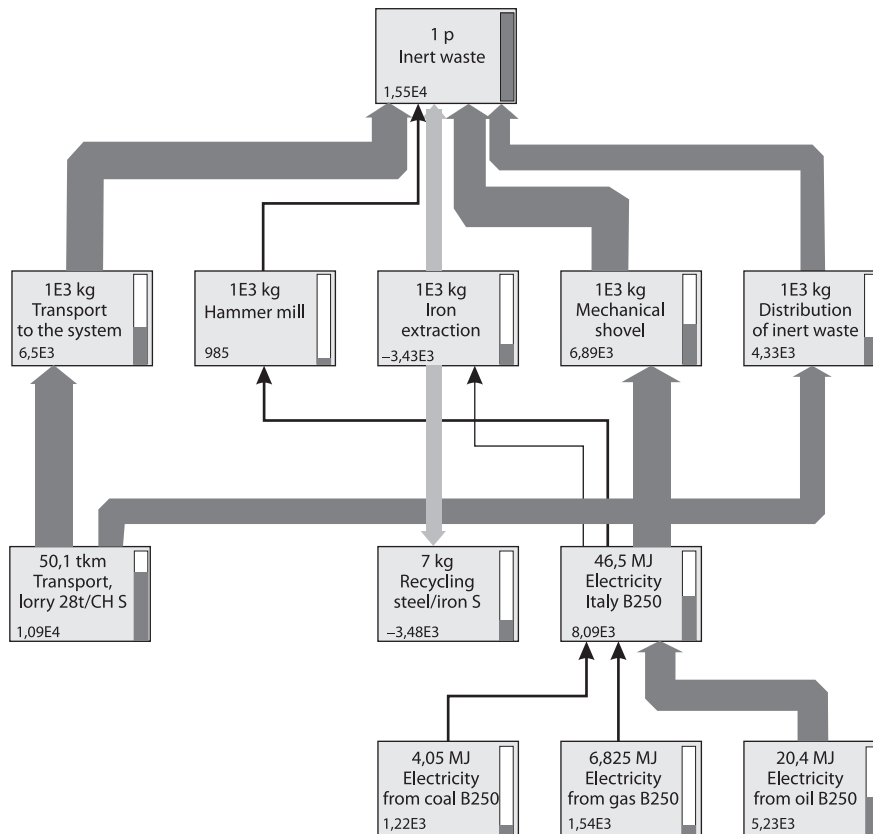 1 p
Inert waste
1,55E4
1E3 kg
Transport
to the system
6,5E3
1E3 kg
Hammer mill
985
1E3 kg
Iron
extraction
−3,43E3
1E3 kg
Mechanical
shovel
6,89E3
1E3 kg
Distribution
of inert waste
4,33E3
50,1 tkm
Transport,
lorry 28t/CH S
1,09E4
7 kg
Recycling
steel/iron S
−3,48E3
46,5 MJ
Electricity
Italy B250
8,09E3
4,05 MJ
Electricity
from coal B250
1,22E3
6,825 MJ
Electricity
from gas B250
1,54E3
20,4 MJ
Electricity
from oil B250
5,23E3